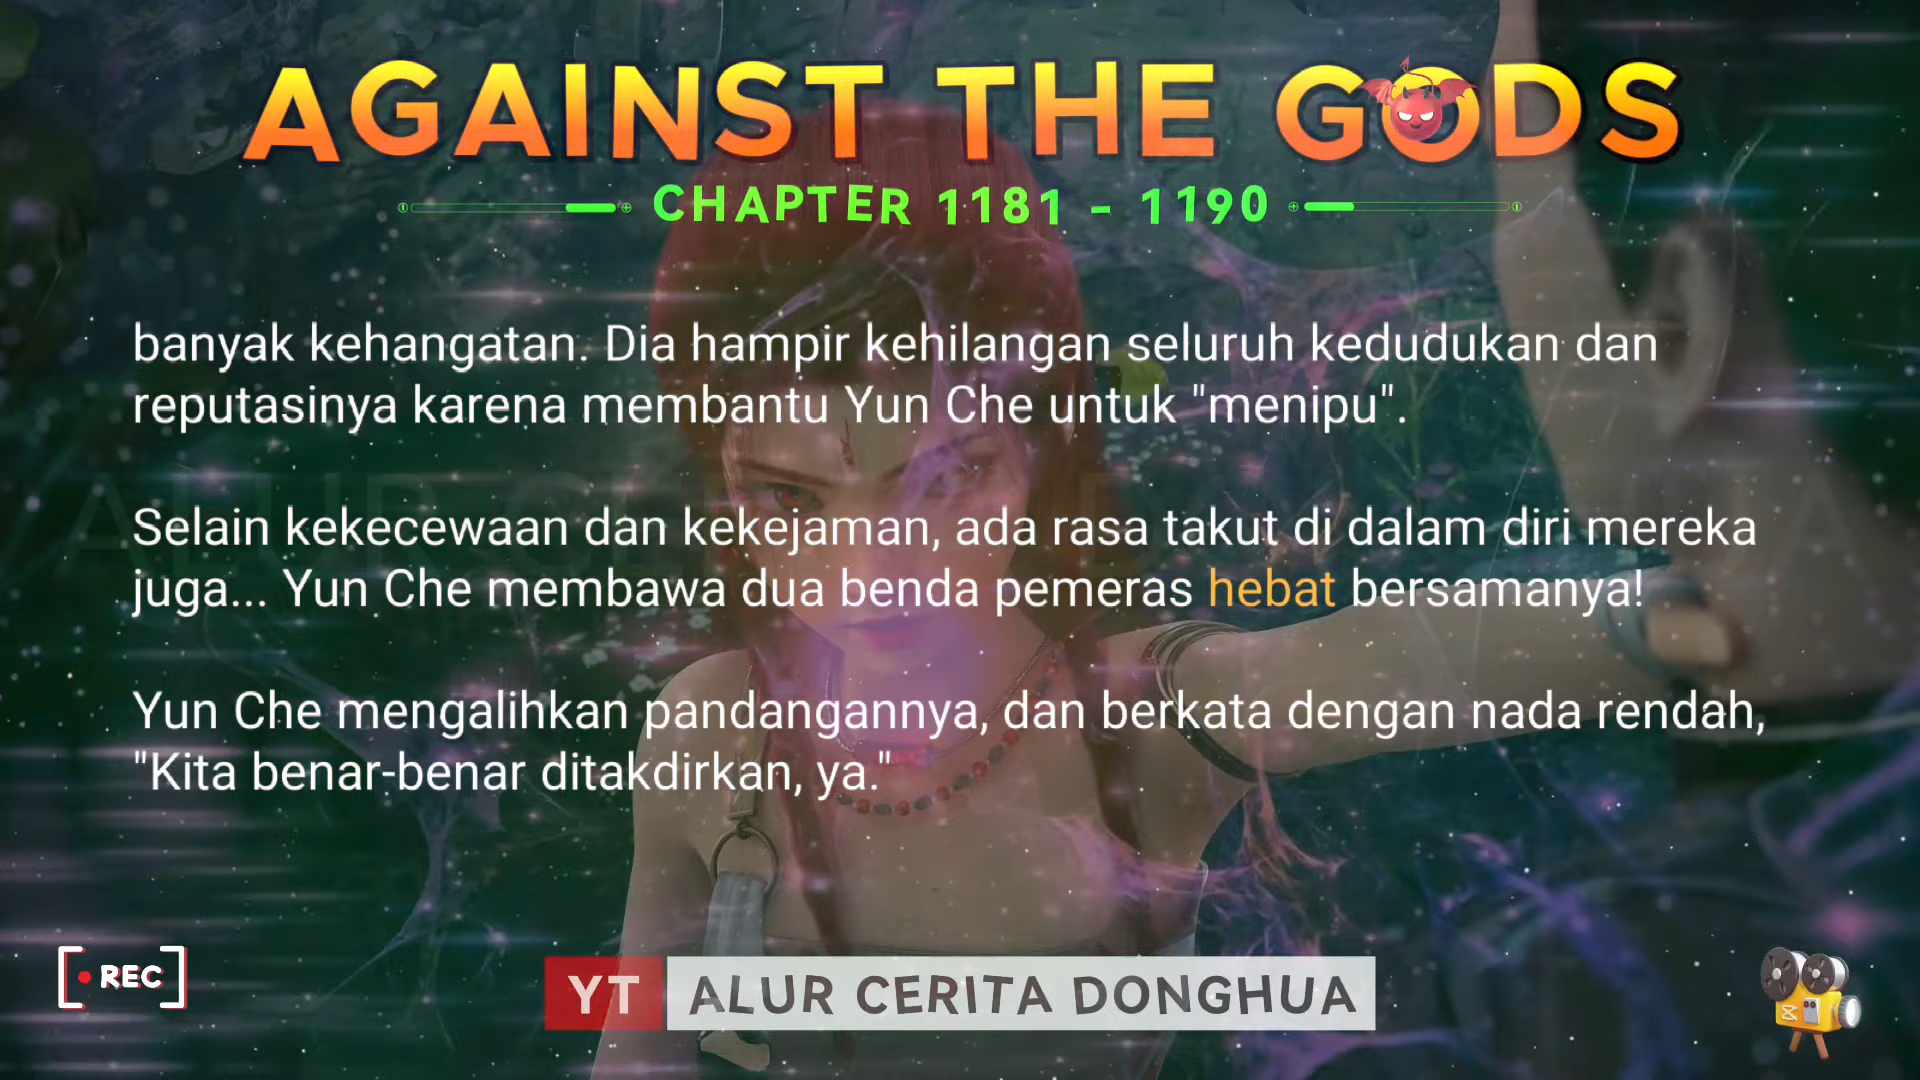 AGAINST THE GODS
CHAPTER 1181 - 1190
banyak kehangatan. Dia hampir kehilangan seluruh kedudukan dan
reputasinya karena membantu Yun Che untuk "menipu".
Selain kekecewaan dan kekejaman, ada rasa takut di dalam diri mereka
juga... Yun Che membawa dua benda pemeras hebat bersamanya!
Yun Che mengalihkan pandangannya, dan berkata dengan nada rendah,
"Kita benar-benar ditakdirkan, ya."
REC
YT ALUR CERITA DONGHUA